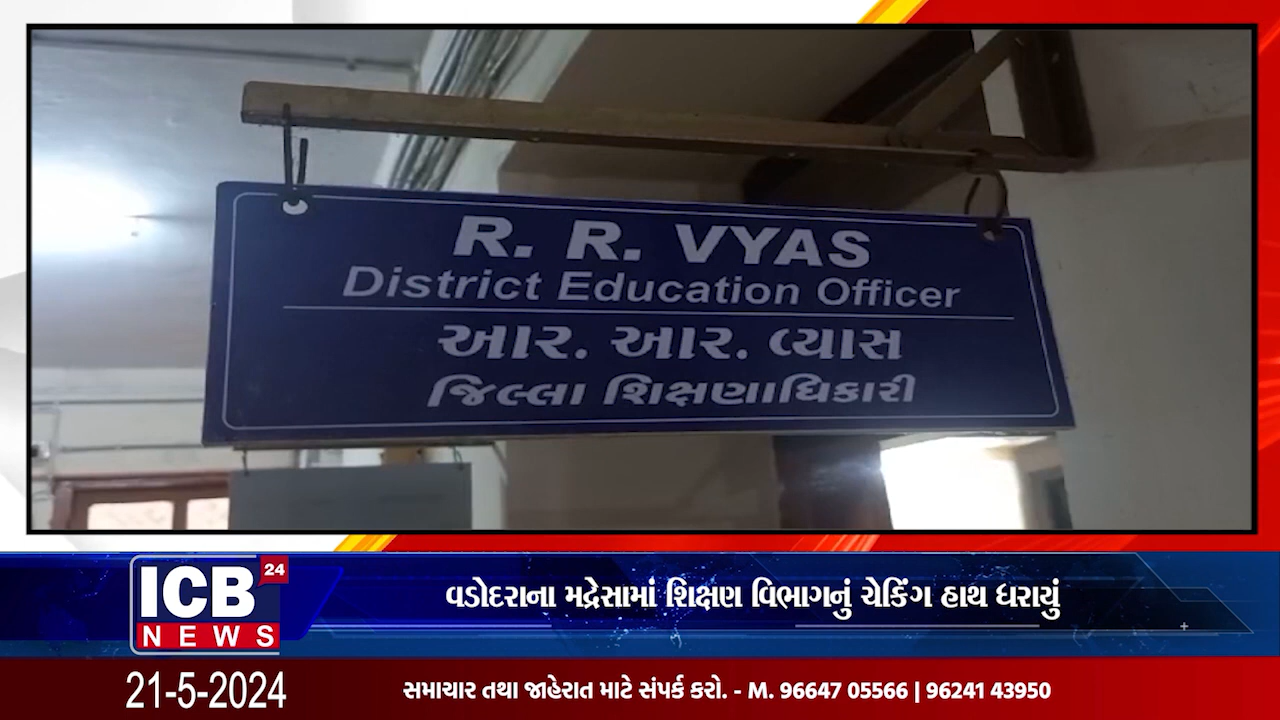 R. R. VYAS
District Education Officer
આર. આર. વ્યાસ
જિલ્લા શિક્ષણાધિકારી
ICB 24
NEWS
વડોદરાના મદ્રેસામાં શિક્ષણ વિભાગનું ચેકિંગ હાથ ધરાયું
21-5-2024
સમાચાર તથા જાહેરાત માટે સંપર્ક કરો. - M. 96647 05566 | 96241 43950